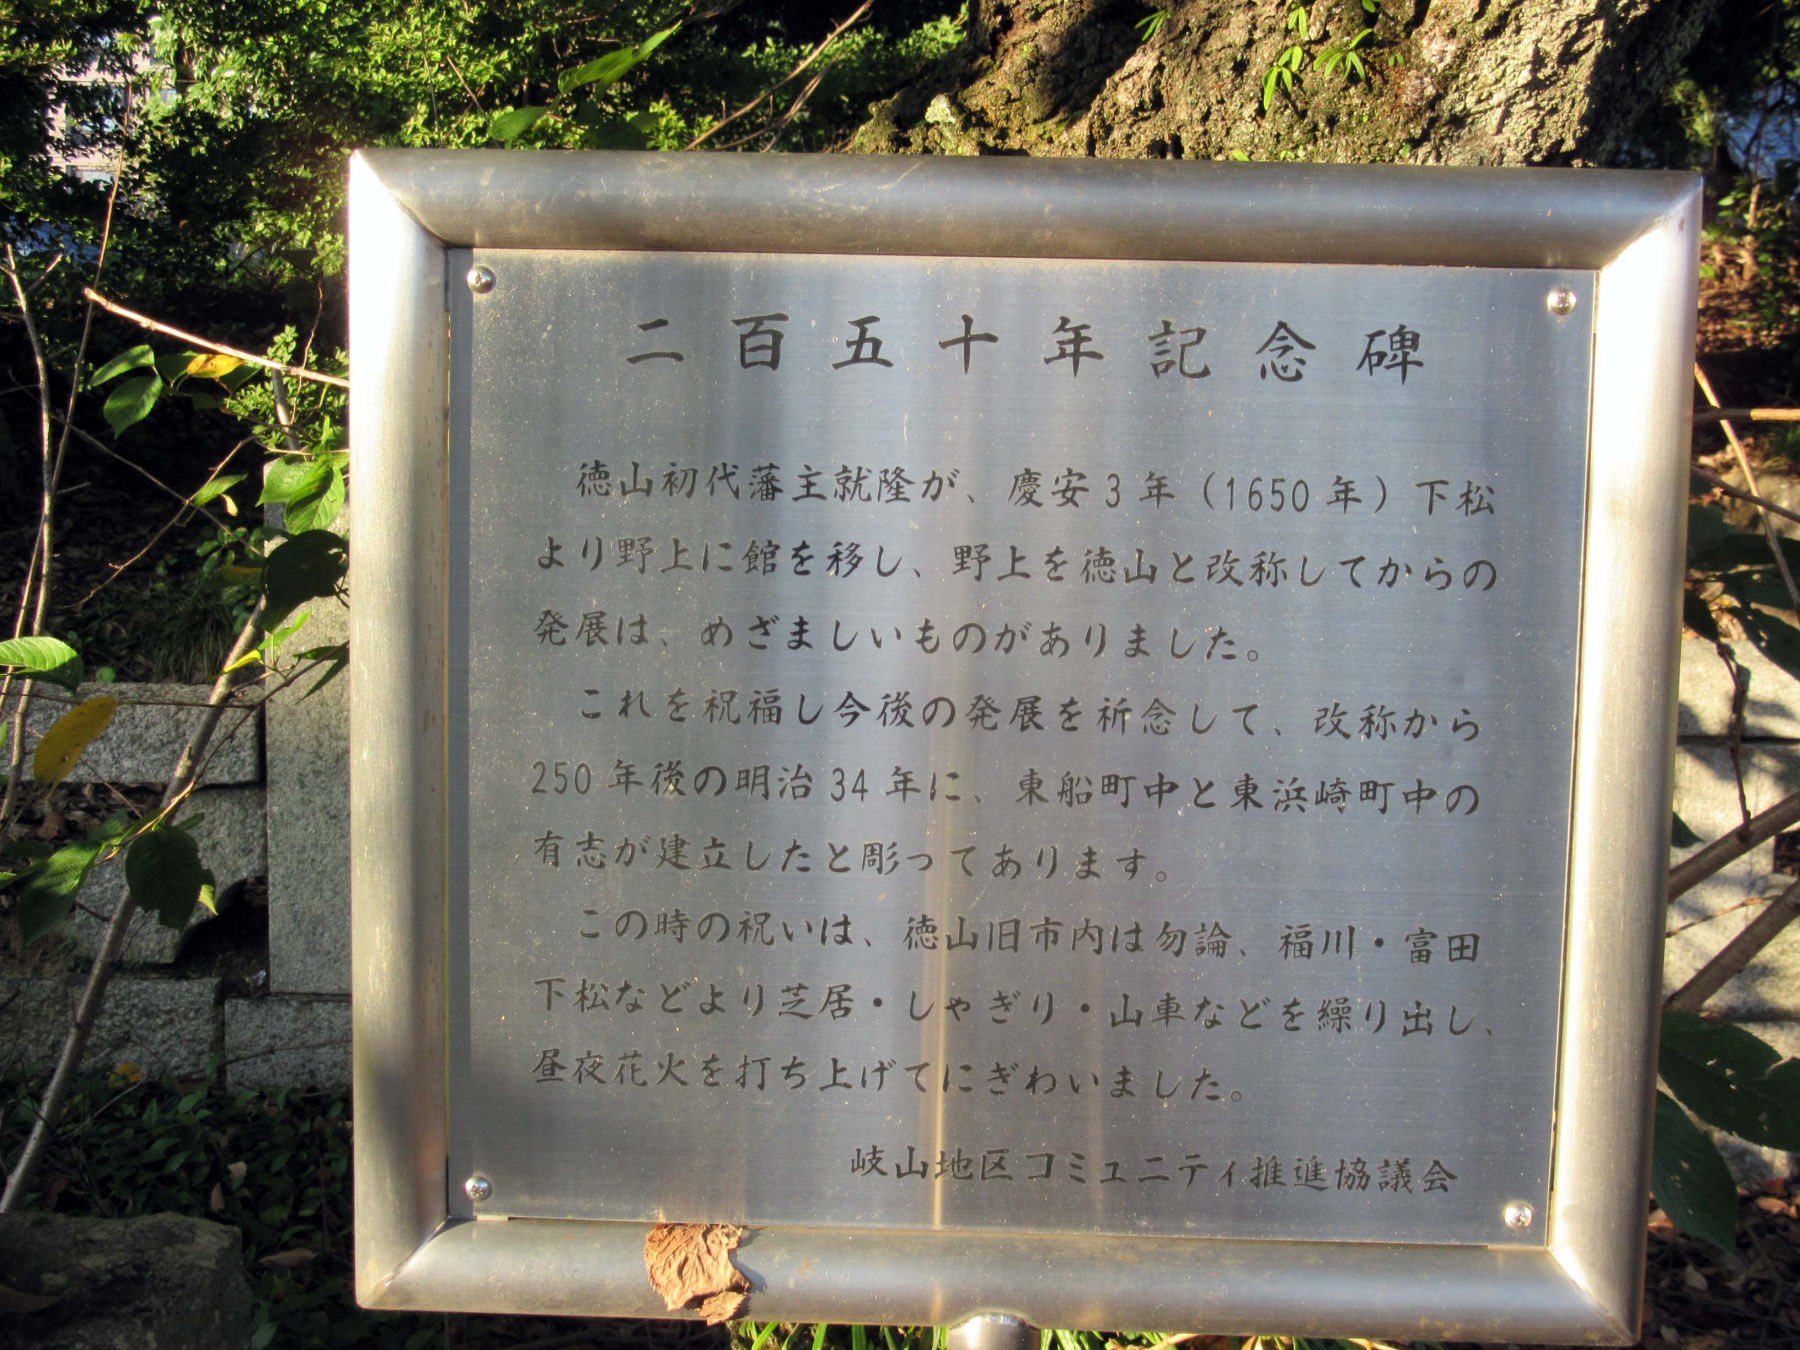 二百五十年記念碑
徳山初代藩主就隆が、慶安3年（1650年）下松
より野上に館を移し、野上を徳山と改称してからの
発展は、めざましいものがありました。
これを祝福し今後の発展を祈念して、改称から
250年後の明治34年に、東船町中と東浜崎町中の
有志が建立したと彫ってあります。
この時の祝いは、徳山旧市内は勿論、福川・富田
下松などより芝居・しゃぎり・山車などを繰り出し、
昼夜花火を打ち上げてにぎわいました。
岐山地区コミュニティ推進協議会